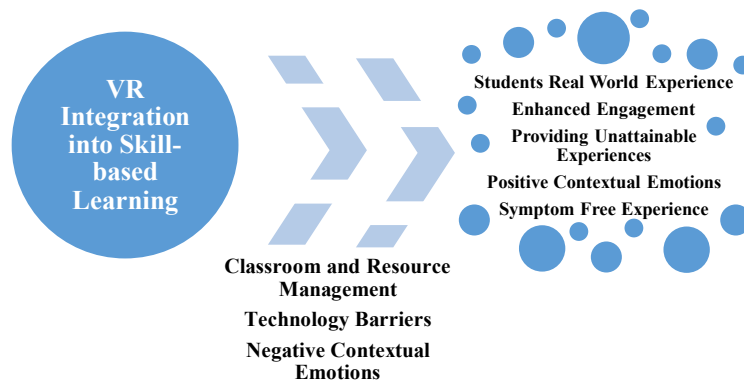 VR
Integration
into Skill-
based
Learning
Students Real World Experience
Enhanced Engagement
Providing Unattainable
Experiences
Positive Contextual Emotions
Symptom Free Experience
Classroom and Resource
Management
Technology Barriers
Negative Contextual
Emotions